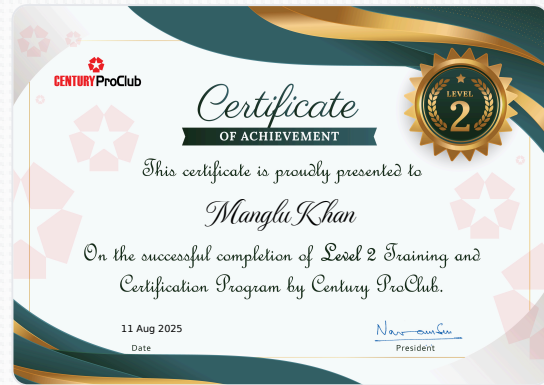 CENTURY ProClub
Certificate
OF ACHIEVEMENT
LEVEL
2
This certificate is proudly presented to
Manglu Khan
On the successful completion of Level 2 Training and
Certification Program by Century ProClub.
11 Aug 2025
Date
President